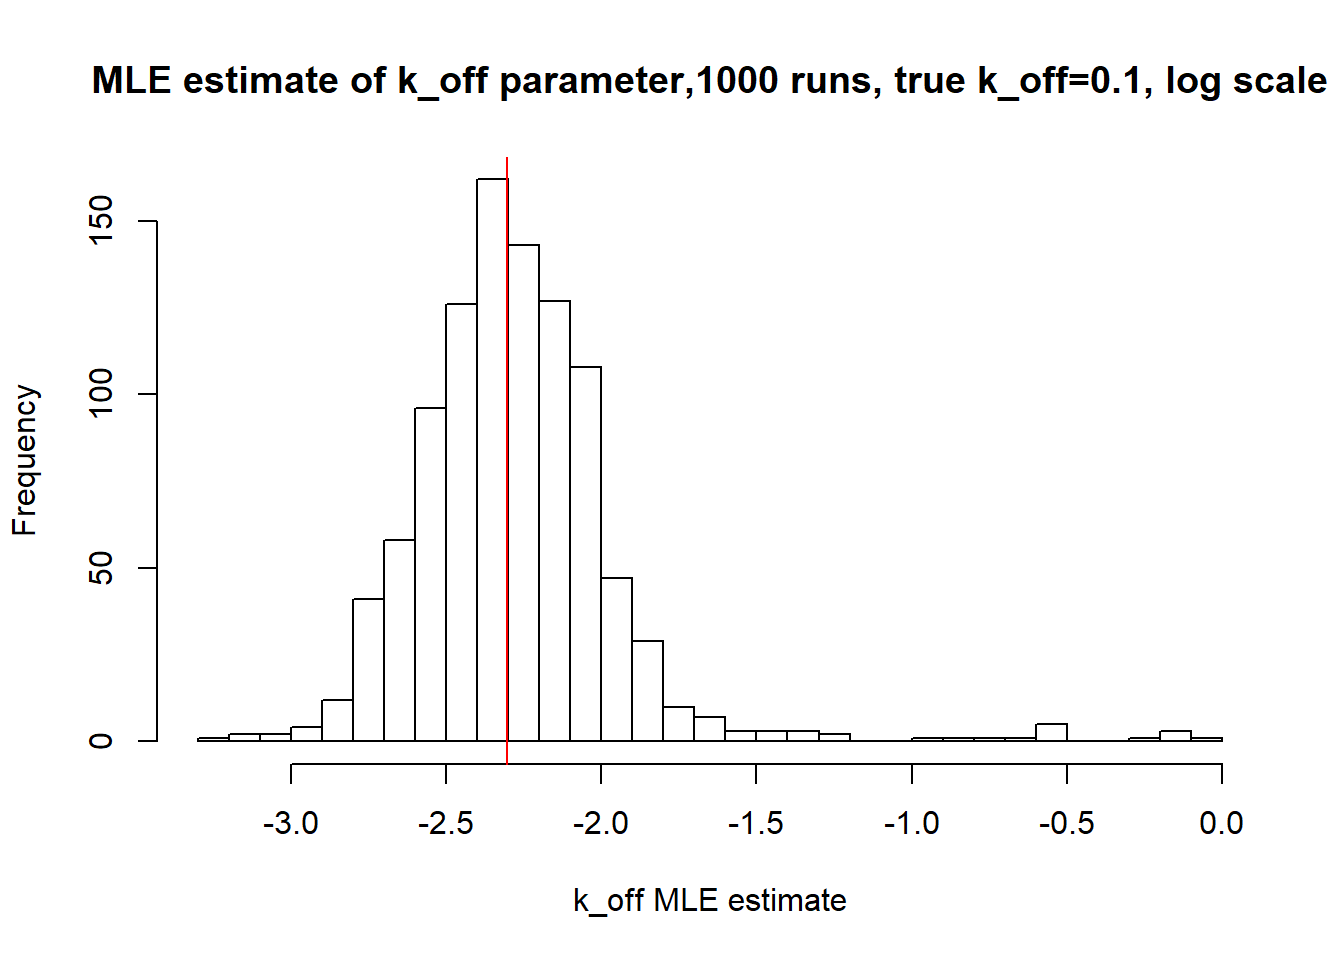 MLE estimate of k_off parameter,1000 runs, true k_off=0.1, log scale
150
100
50
0
Frequency
-3.0 -2.5 -2.0 -1.5 -1.0 -0.5 0.0
k_off MLE estimate